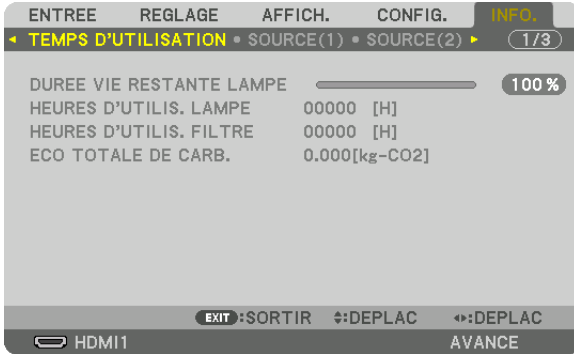 ENTREE REGLAGE AFFICH. CONFIG. INFO.
TEMPS D'UTILISATION • SOURCE(1) • SOURCE(2) 1/3
DUREE VIE RESTANTE LAMPE 100%
HEURES D'UTILIS. LAMPE 00000 [H]
HEURES D'UTILIS. FILTRE 00000 [H]
ECO TOTALE DE CARB. 0.000[kg-CO2]
EXIT :SORTIR :DEPLAC :DEPLAC
HDMI1 AVANCE